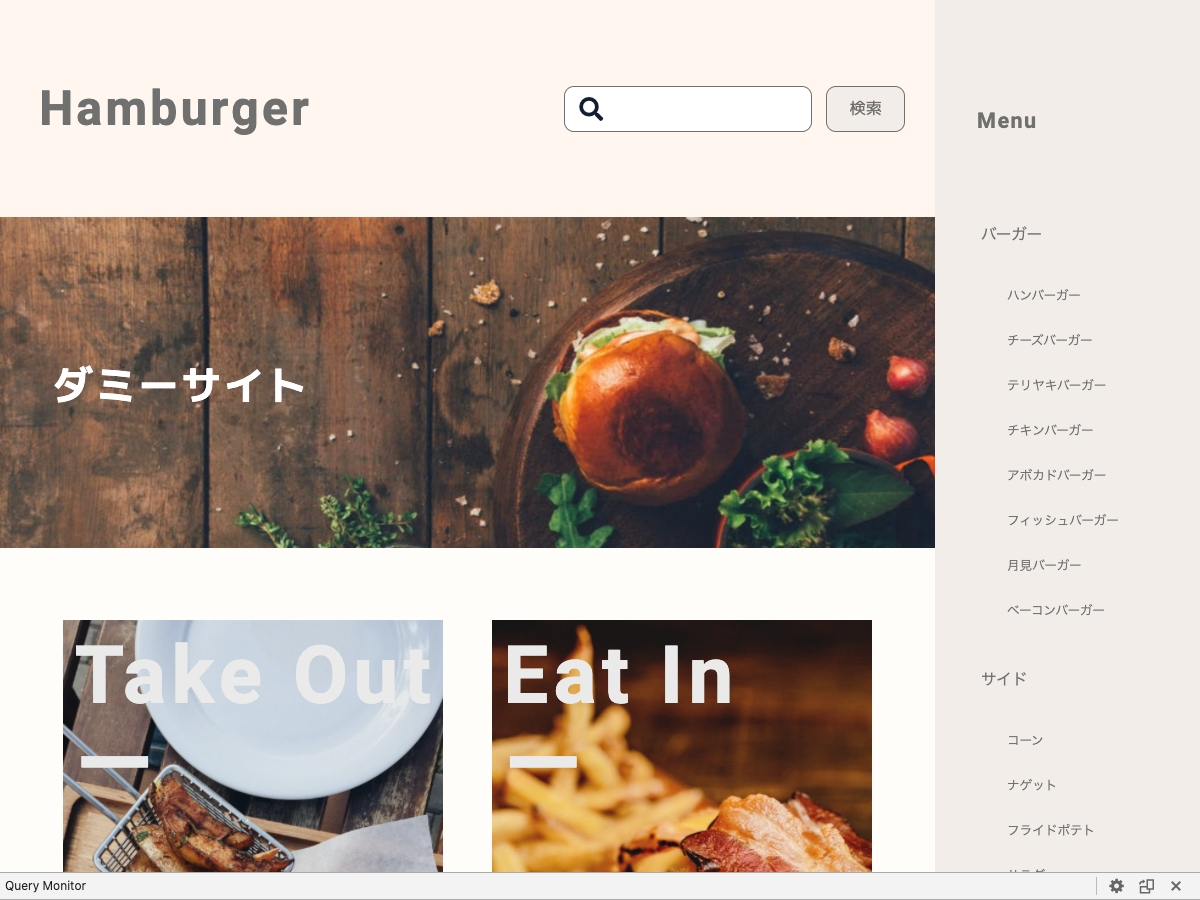 Hamburger
検索
ダミーサイト
Take Out
Eat In
Menu
バーガー
ハンバーガー
チーズバーガー
テリヤキバーガー
チキンバーガー
アボカドバーガー
フィッシュバーガー
月見バーガー
ベーコンバーガー
サイド
コーン
ナゲット
フライドポテト
Query Monitor